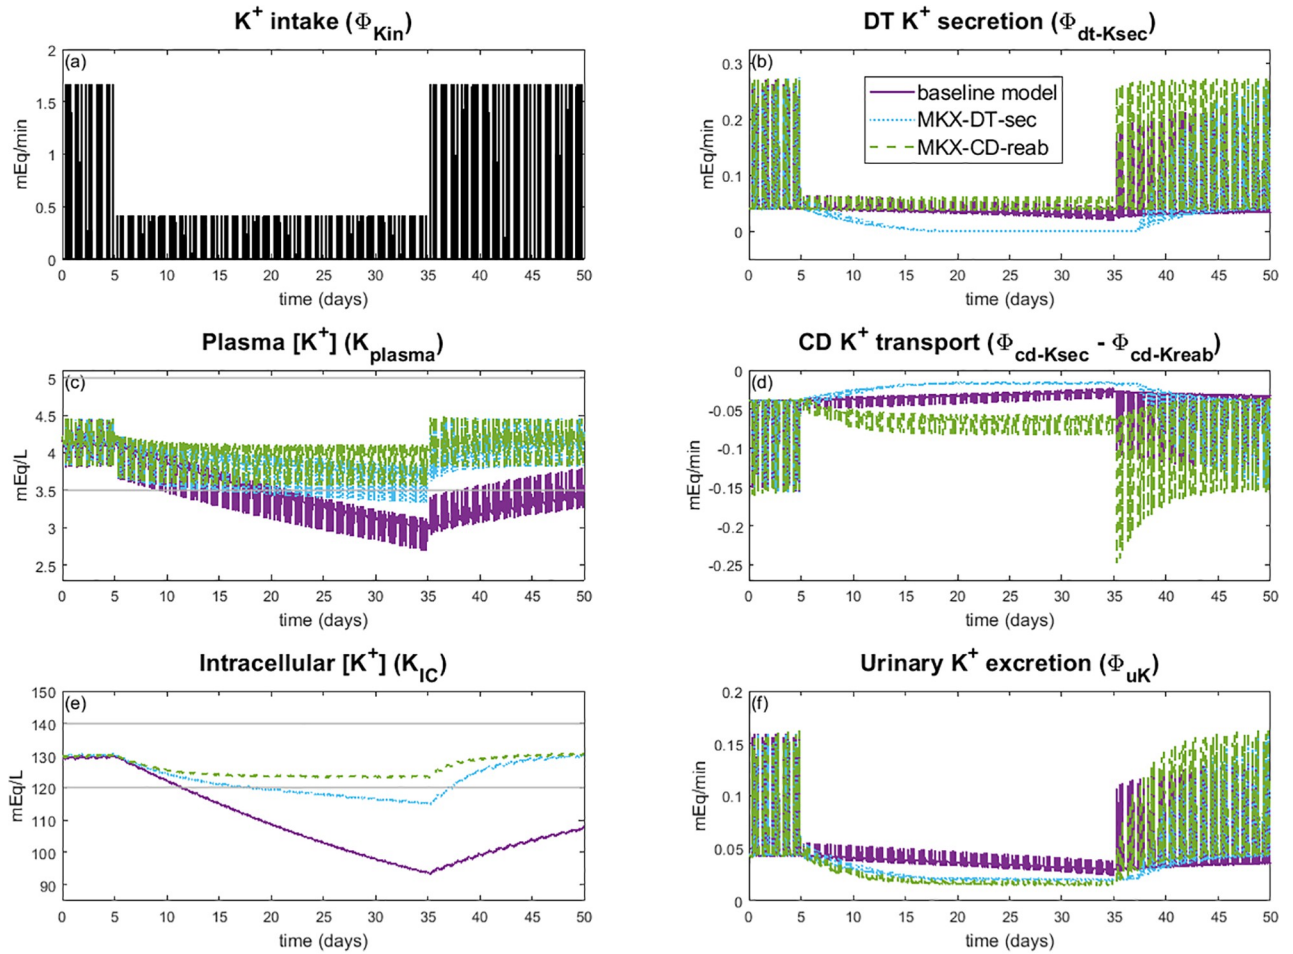 K+ intake (ΦKin)
(a)
2
1.5
1
0.5
0
mEq/min
0 5 10 15 20 25 30 35 40 45 50
time (days)
DT K+ secretion (Φdt-Ksec)
(b)
0.3
0.2
0.1
0
mEq/min
baseline model
MKX-DT-sec
MKX-CD-reab
0 5 10 15 20 25 30 35 40 45 50
time (days)
Plasma [K+] (Kplasma)
(c)
5
4.5
4
3.5
3
2.5
mEq/L
0 5 10 15 20 25 30 35 40 45 50
time (days)
CD K+ transport (Φcd-Ksec - Φcd-Kreab)
(d)
0
-0.05
-0.1
-0.15
-0.2
-0.25
mEq/min
0 5 10 15 20 25 30 35 40 45 50
time (days)
Intracellular [K+] (KIC)
(e)
150
140
130
120
110
100
90
mEq/L
0 5 10 15 20 25 30 35 40 45 50
time (days)
Urinary K+ excretion (ΦuK)
(f)
0.2
0.15
0.1
0.05
0
mEq/min
0 5 10 15 20 25 30 35 40 45 50
time (days)